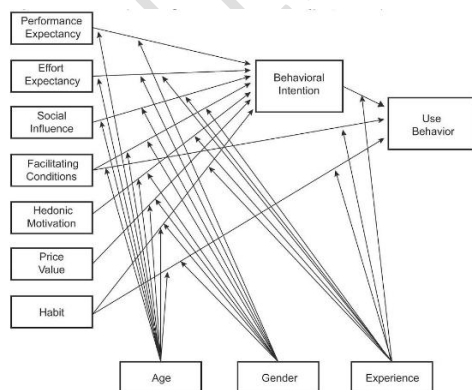 Performance
Expectancy
Effort
Expectancy
Social
Influence
Facilitating
Conditions
Hedonic
Motivation
Price
Value
Habit
Behavioral
Intention
Use
Behavior
Age
Gender
Experience